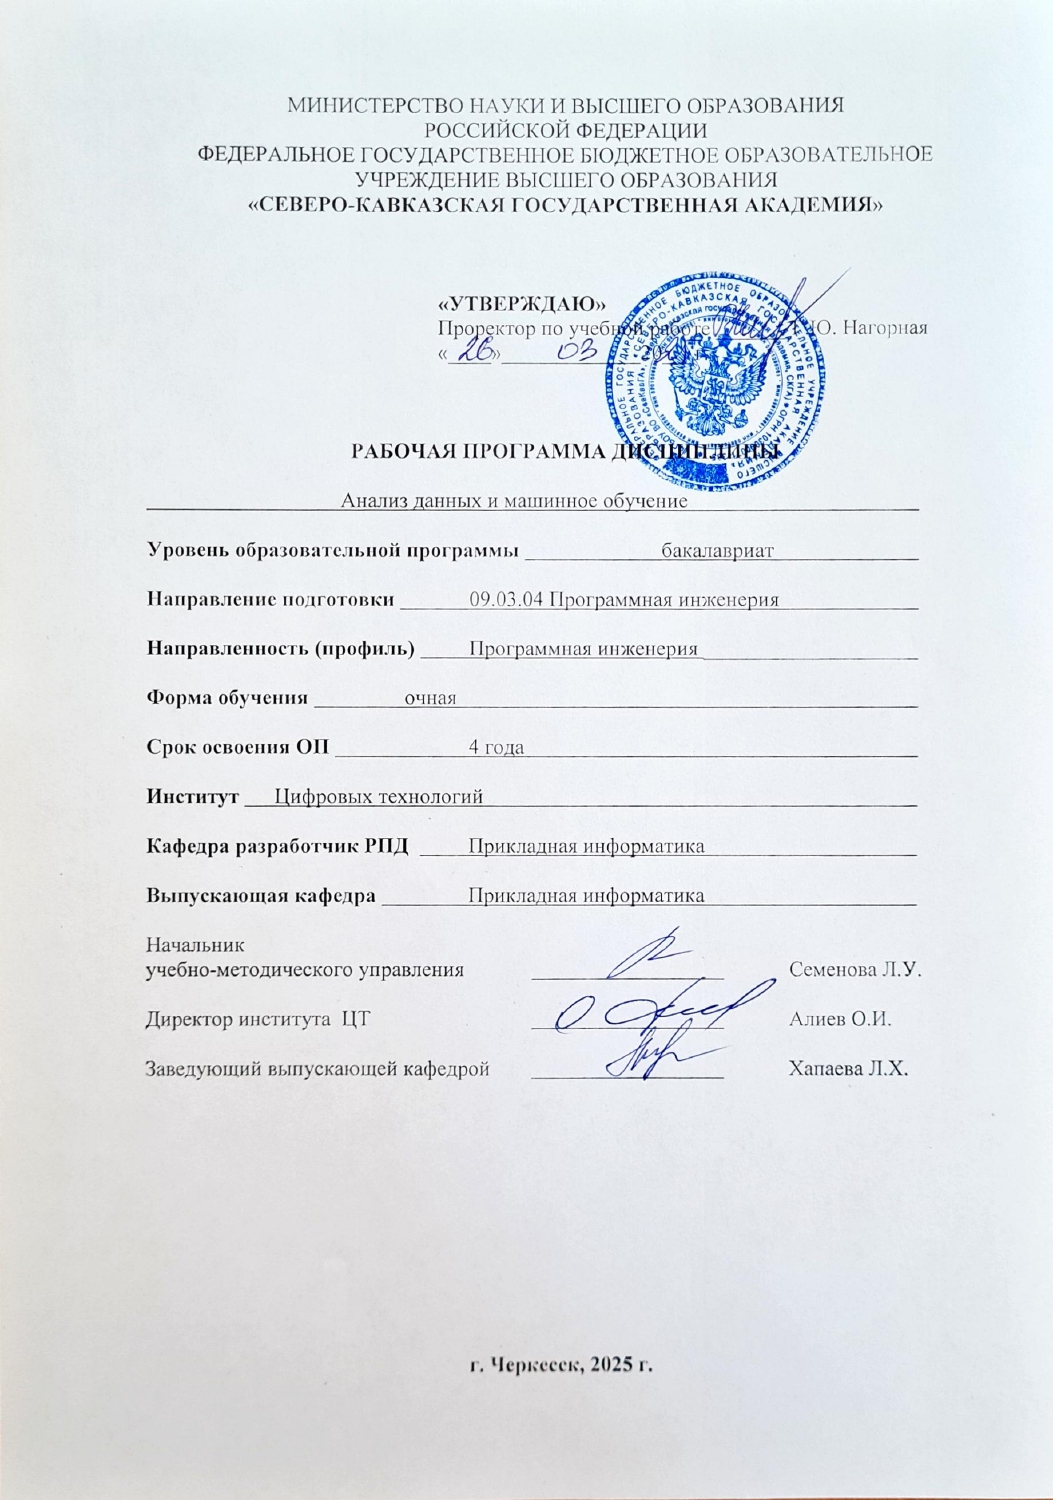 МИНИСТЕРСТВО НАУКИ И ВЫСШЕГО ОБРАЗОВАНИЯ
РОССИЙСКОЙ ФЕДЕРАЦИИ
ФЕДЕРАЛЬНОЕ ГОСУДАРСТВЕННОЕ БЮДЖЕТНОЕ ОБРАЗОВАТЕЛЬНОЕ
УЧРЕЖДЕНИЕ ВЫСШЕГО ОБРАЗОВАНИЯ
«СЕВЕРО-КАВКАЗСКАЯ ГОСУДАРСТВЕННАЯ АКАДЕМИЯ»
«УТВЕРЖДАЮ»
Проректор по учебной работе Ю. Нагорная
«26» 03
РАБОЧАЯ ПРОГРАММА ДИСЦИПЛИНЫ
Анализ данных и машинное обучение
Уровень образовательной программы бакалавриат
Направление подготовки 09.03.04 Программная инженерия
Направленность (профиль) Программная инженерия
Форма обучения очная
Срок освоения ОП 4 года
Институт Цифровых технологий
Кафедра разработчик РПД Прикладная информатика
Выпускающая кафедра Прикладная информатика
Начальник
учебно-методического управления Семенова Л.У.
Директор института ЦТ Алиев О.И.
Заведующий выпускающей кафедрой Хапаева Л.Х.
г. Черкесск, 2025 г.